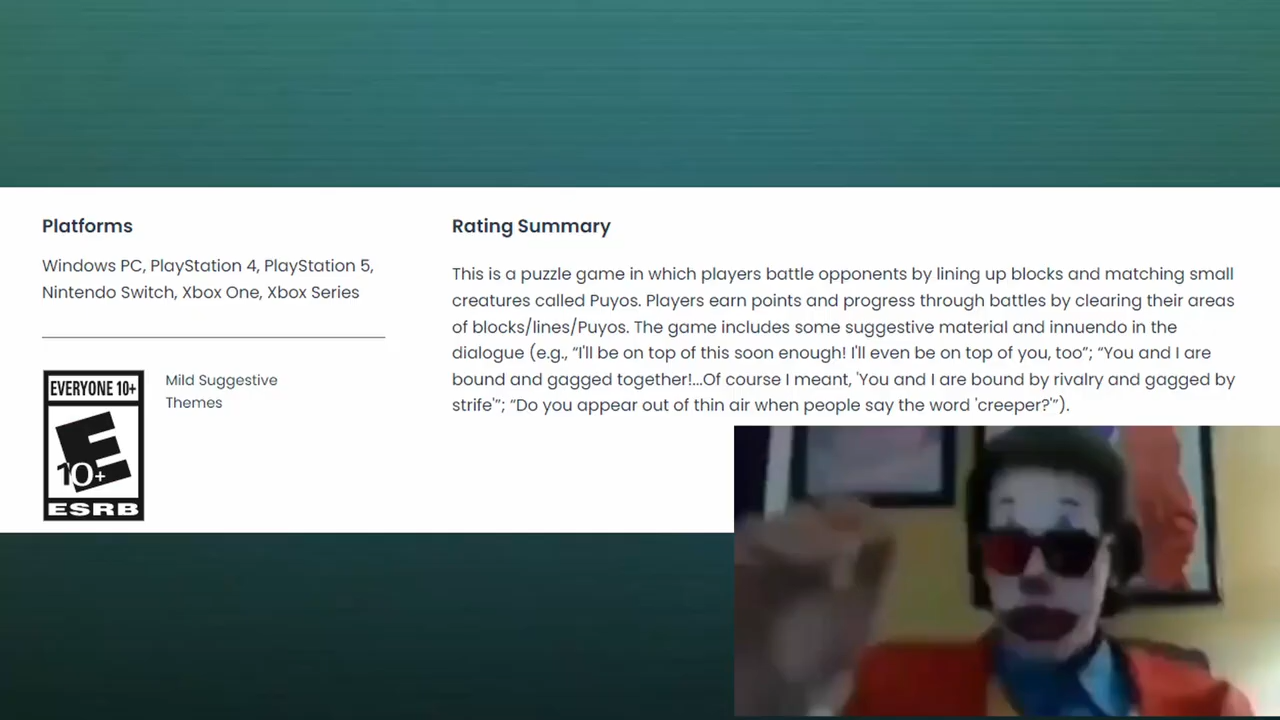 Platforms
Windows PC, PlayStation 4, PlayStation 5,
Nintendo Switch, Xbox One, Xbox Series
EVERYONE 10+
E
10+
ESRB
Mild Suggestive
Themes
Rating Summary
This is a puzzle game in which players battle opponents by lining up blocks and matching small
creatures called Puyos. Players earn points and progress through battles by clearing their areas
of blocks/lines/Puyos. The game includes some suggestive material and innuendo in the
dialogue (e.g., “I'll be on top of this soon enough! I'll even be on top of you, too”; “You and I are
bound and gagged together!...Of course I meant, 'You and I are bound by rivalry and gagged by
strife'”; “Do you appear out of thin air when people say the word 'creeper?'”).